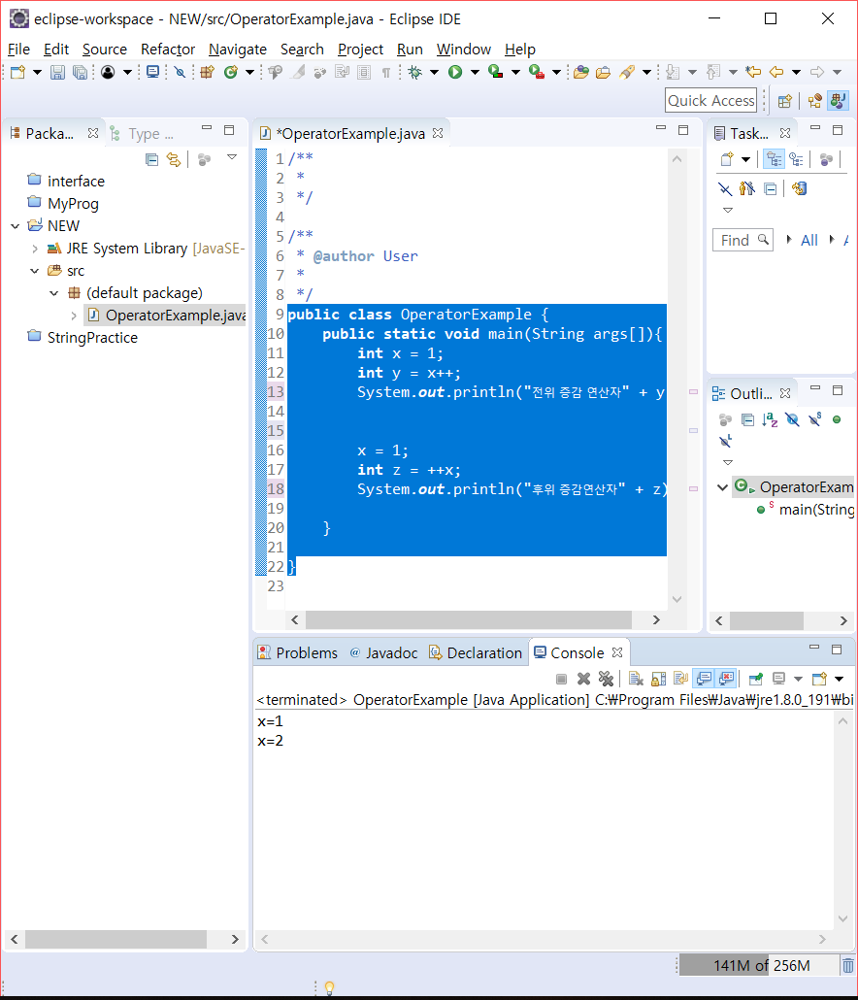 eclipse-workspace - NEW/src/OperatorExample.java - Eclipse IDE
File Edit Source Refactor Navigate Search Project Run Window Help
Quick Access
Packa...
Type ...
interface
MyProg
NEW
JRE System Library [JavaSE-
src
(default package)
OperatorExample.java
StringPractice
*OperatorExample.java
1 /**
2  *
3  */
4
5 /**
6  * @author User
7  *
8  */
9 public class OperatorExample {
10     public static void main(String args[]){
11         int x = 1;
12         int y = x++;
13         System.out.println("전위 증감 연산자" + y
14
15
16         x = 1;
17         int z = ++x;
18         System.out.println("후위 증감연산자" + z)
19
20     }
21
22 }
23
Task...
Find All A
Outli...
OperatorExam
main(String
Problems @ Javadoc Declaration Console
<terminated> OperatorExample [Java Application] C:₩Program Files₩Java₩jre1.8.0_191₩bi
x=1
x=2
141M of 256M